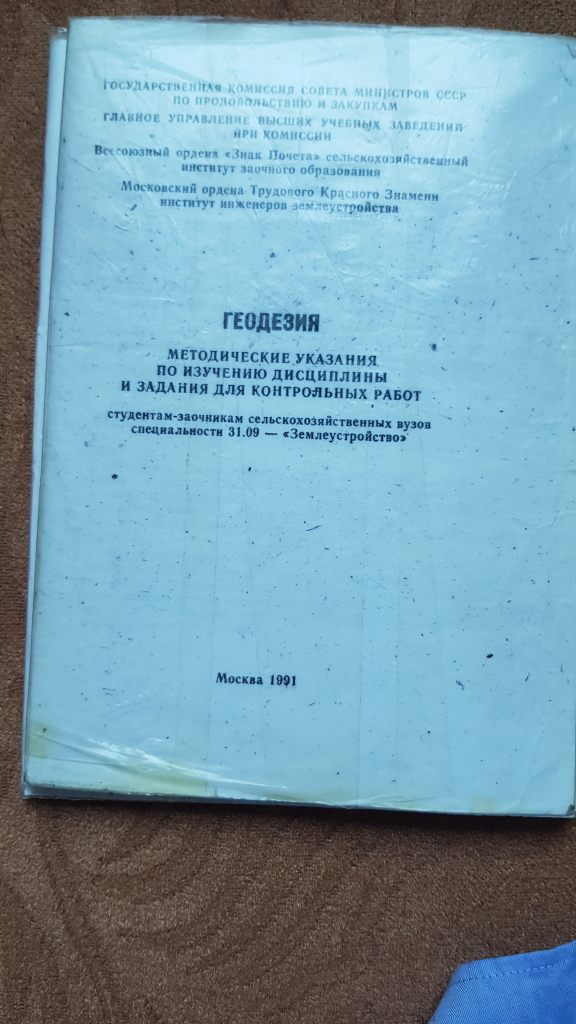 ГОСУДАРСТВЕННАЯ КОМИССИЯ СОВЕТА МИНИСТРОВ СССР
ПО ПРОДОВОЛЬСТВИЮ И ЗАКУПКАМ
ГЛАВНОЕ УПРАВЛЕНИЕ ВЫСШИХ УЧЕБНЫХ ЗАВЕДЕНИЙ
ПРИ КОМИССИИ
Всесоюзный ордена «Знак Почета» сельскохозяйственный
институт заочного образования
Московский ордена Трудового Красного Знамени
институт инженеров землеустройства
ГЕОДЕЗИЯ
МЕТОДИЧЕСКИЕ УКАЗАНИЯ
ПО ИЗУЧЕНИЮ ДИСЦИПЛИНЫ
И ЗАДАНИЯ ДЛЯ КОНТРОЛЬНЫХ РАБОТ
студентам-заочникам сельскохозяйственных вузов
специальности 31.09 — «Землеустройство»
Москва 1991